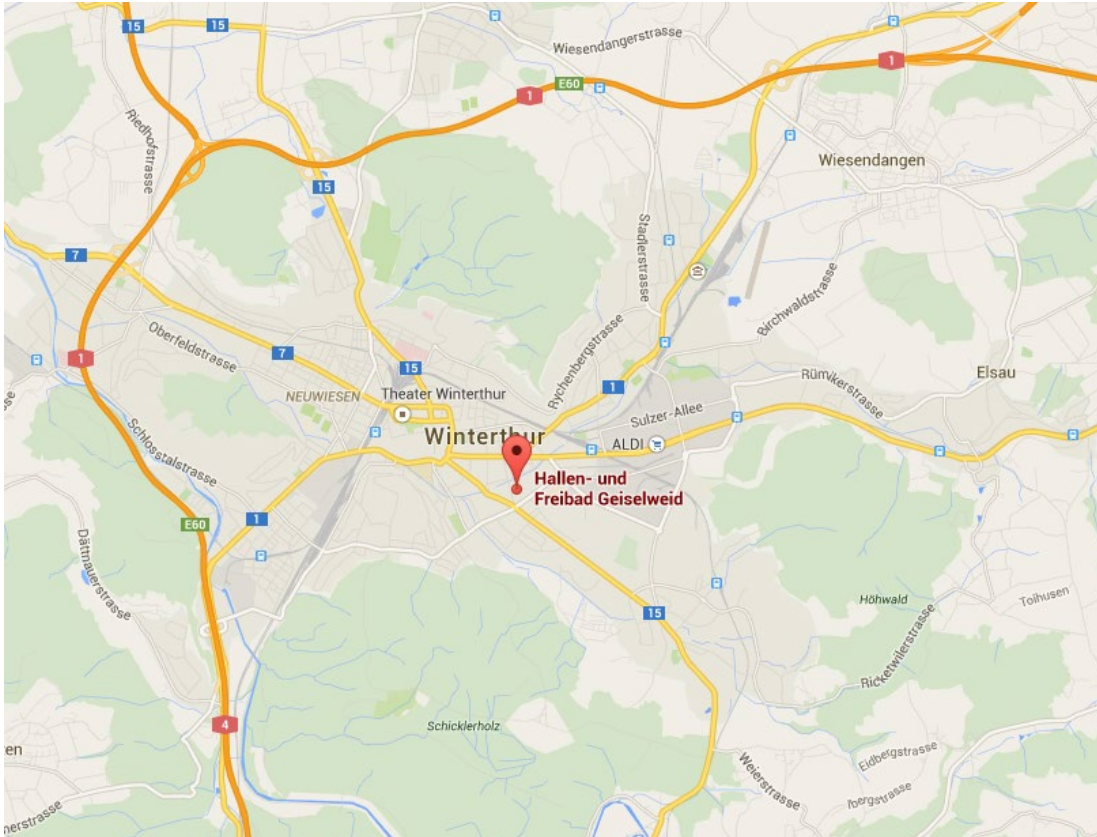 15
15
Wiesendangerstrasse
1
E60
1
Riedhofstrasse
Wiesendangen
15
Stadlerstrasse
7
Birchwaldstrasse
Oberfeldstrasse
7
1
15
Rychenbergstrasse
1
Elsau
Rümikerstrasse
NEUWIESEN
Theater Winterthur
Sulzer-Allee
Winterthur
ALDI
Schlosstalstrasse
Hallen- und
Freibad Geiselweid
E60
1
Dättnauerstrasse
Höhwald
Tolhusen
15
Ricketwilerstrasse
4
Schicklerholz
Eidbergstrasse
Weierstrasse